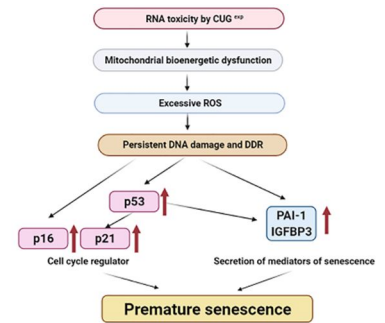 RNA toxicity by CUG exp
Mitochondrial bioenergetic dysfunction
Excessive ROS
Persistent DNA damage and DDR
p53
PAI-1
IGFBP3
p16 p21
Cell cycle regulator
Secretion of mediators of senescence
Premature senescence